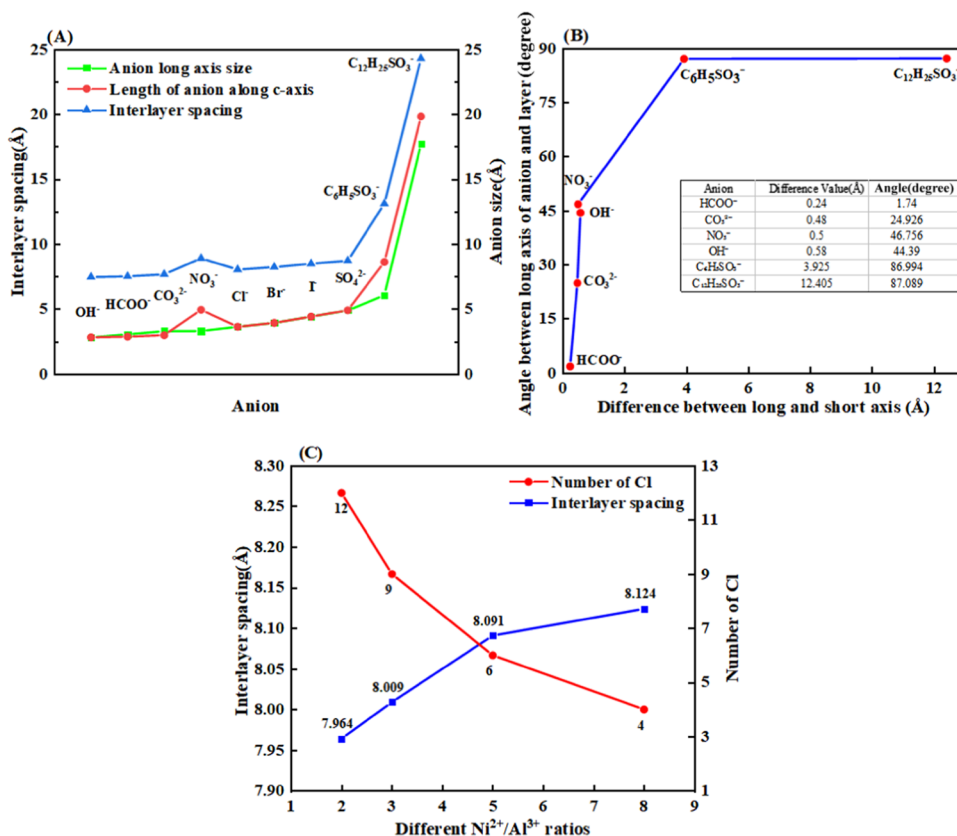 (A)
25
20
15
10
5
0
Interlayer spacing(Å)
Anion long axis size
Length of anion along c-axis
Interlayer spacing
C₁₂H₂₅SO₃⁻
C₆H₅SO₃⁻
OH⁻
HCOO⁻
CO₃²⁻
NO₃⁻
Cl⁻
Br⁻
I⁻
SO₄²⁻
25
20
15
10
5
0
Anion size(Å)
Anion
(B)
90
75
60
45
30
15
0
Angle between long axis of anion and layer (degree)
C₆H₅SO₃⁻
C₁₂H₂₅SO₃⁻
NO₃⁻
OH⁻
CO₃²⁻
HCOO⁻
Anion Difference Value(Å) Angle(degree)
HCOO⁻ 0.24 1.74
CO₃²⁻ 0.48 24.926
NO₃⁻ 0.5 46.756
OH⁻ 0.58 44.39
C₆H₅SO₃⁻ 3.925 86.994
C₁₂H₂₅SO₃⁻ 12.405 87.089
0 2 4 6 8 10 12
Difference between long and short axis (Å)
(C)
8.30
8.25
8.20
8.15
8.10
8.05
8.00
7.95
7.90
Interlayer spacing(Å)
Number of Cl
Interlayer spacing
12
9
6
4
7.964
8.009
8.091
8.124
13
11
9
7
5
3
1
Number of Cl
1 2 3 4 5 6 7 8 9
Different Ni²⁺/Al³⁺ ratios